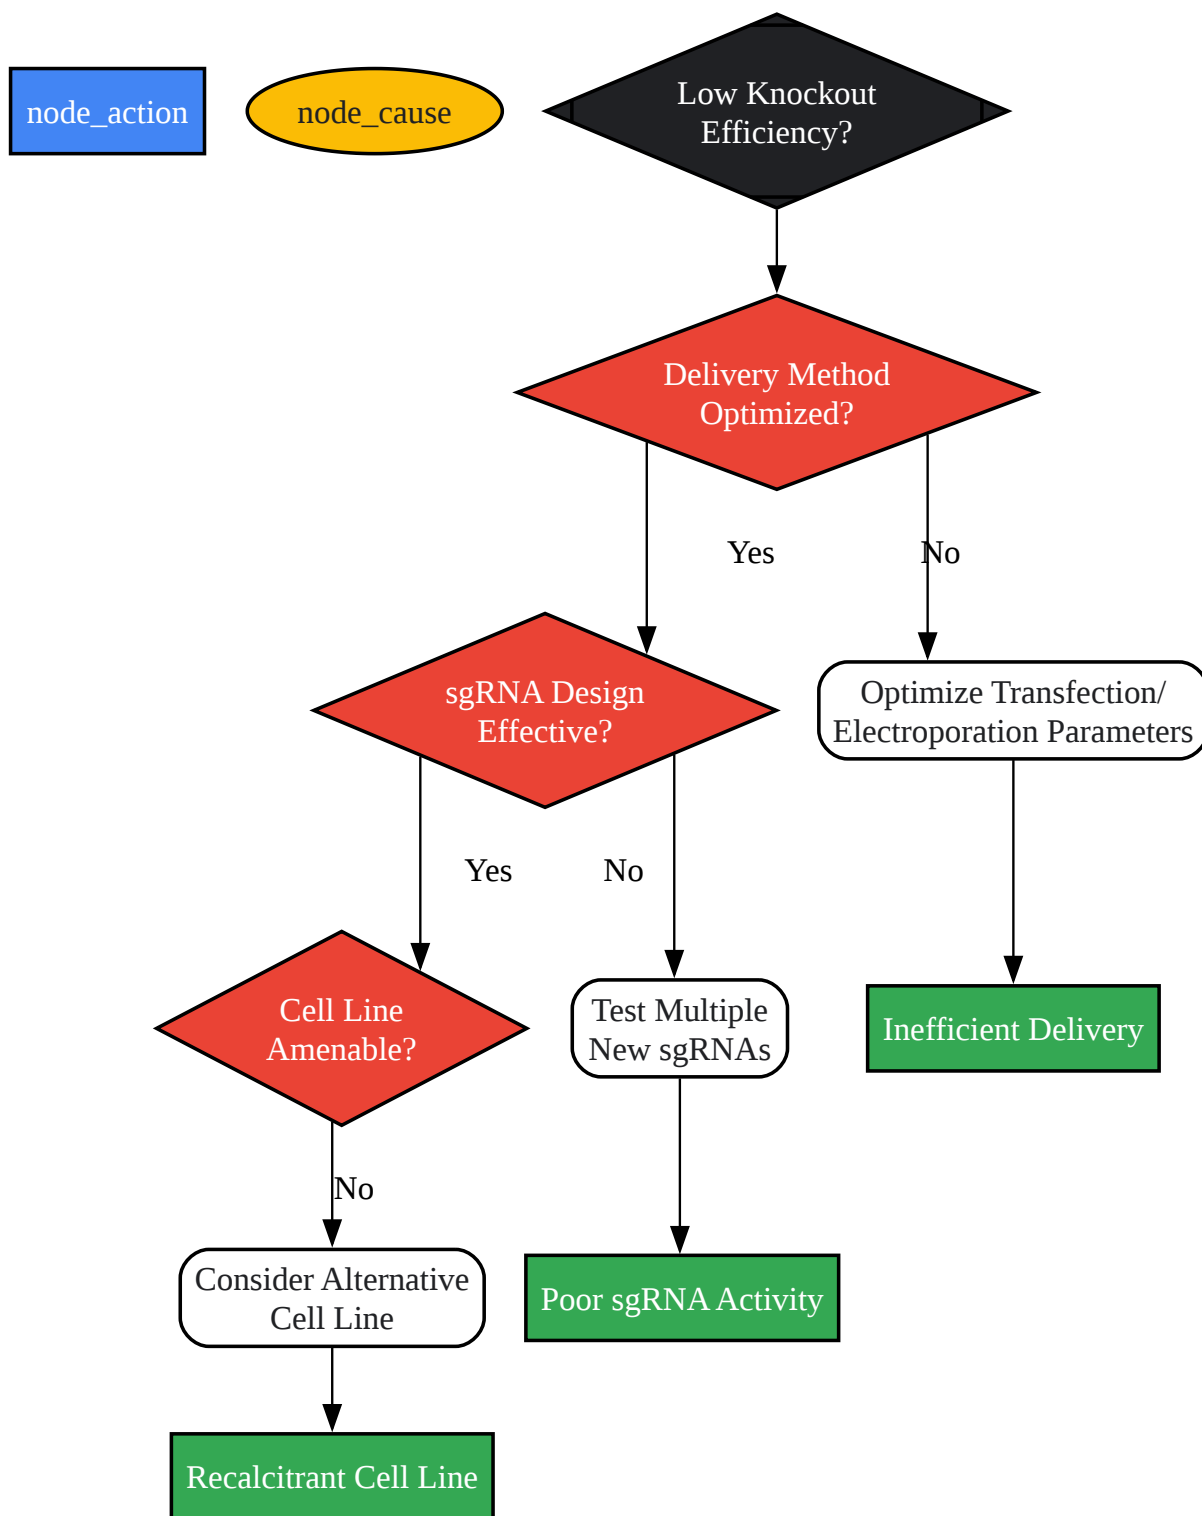 node_action
node_cause
Low Knockout
Efficiency?
Delivery Method
Optimized?
Yes
No
sgRNA Design
Effective?
Optimize Transfection/
Electroporation Parameters
Yes
No
Cell Line
Amenable?
Test Multiple
New sgRNAs
Inefficient Delivery
No
Consider Alternative
Cell Line
Poor sgRNA Activity
Recalcitrant Cell Line